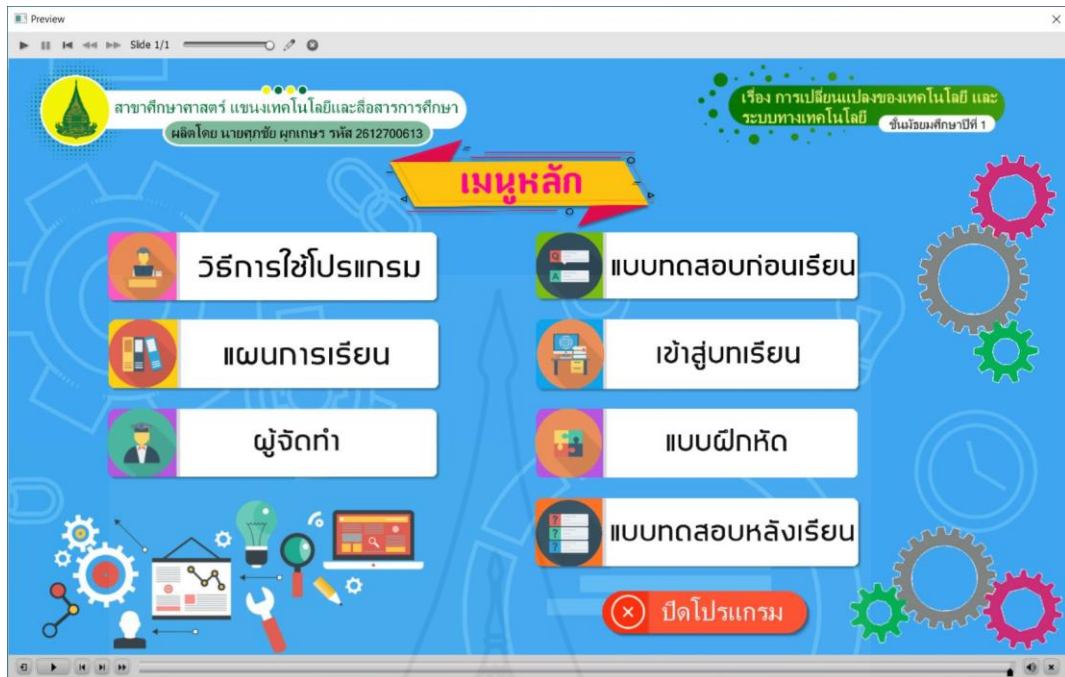 Preview
Slide 1/1
สาขาศึกษาศาสตร์ แขนงเทคโนโลยีและสื่อสารการศึกษา
ผลิตโดย นายศุภชัย ผูกเกษร รหัส 2612700613
เรื่อง การเปลี่ยนแปลงของเทคโนโลยี และ
ระบบทางเทคโนโลยี
ชั้นมัธยมศึกษาปีที่ 1
เมนูหลัก
วิธีการใช้โปรแกรม
แผนการเรียน
ผู้จัดทำ
แบบทดสอบก่อนเรียน
เข้าสู่บทเรียน
แบบฝึกหัด
แบบทดสอบหลังเรียน
ปิดโปรแกรม